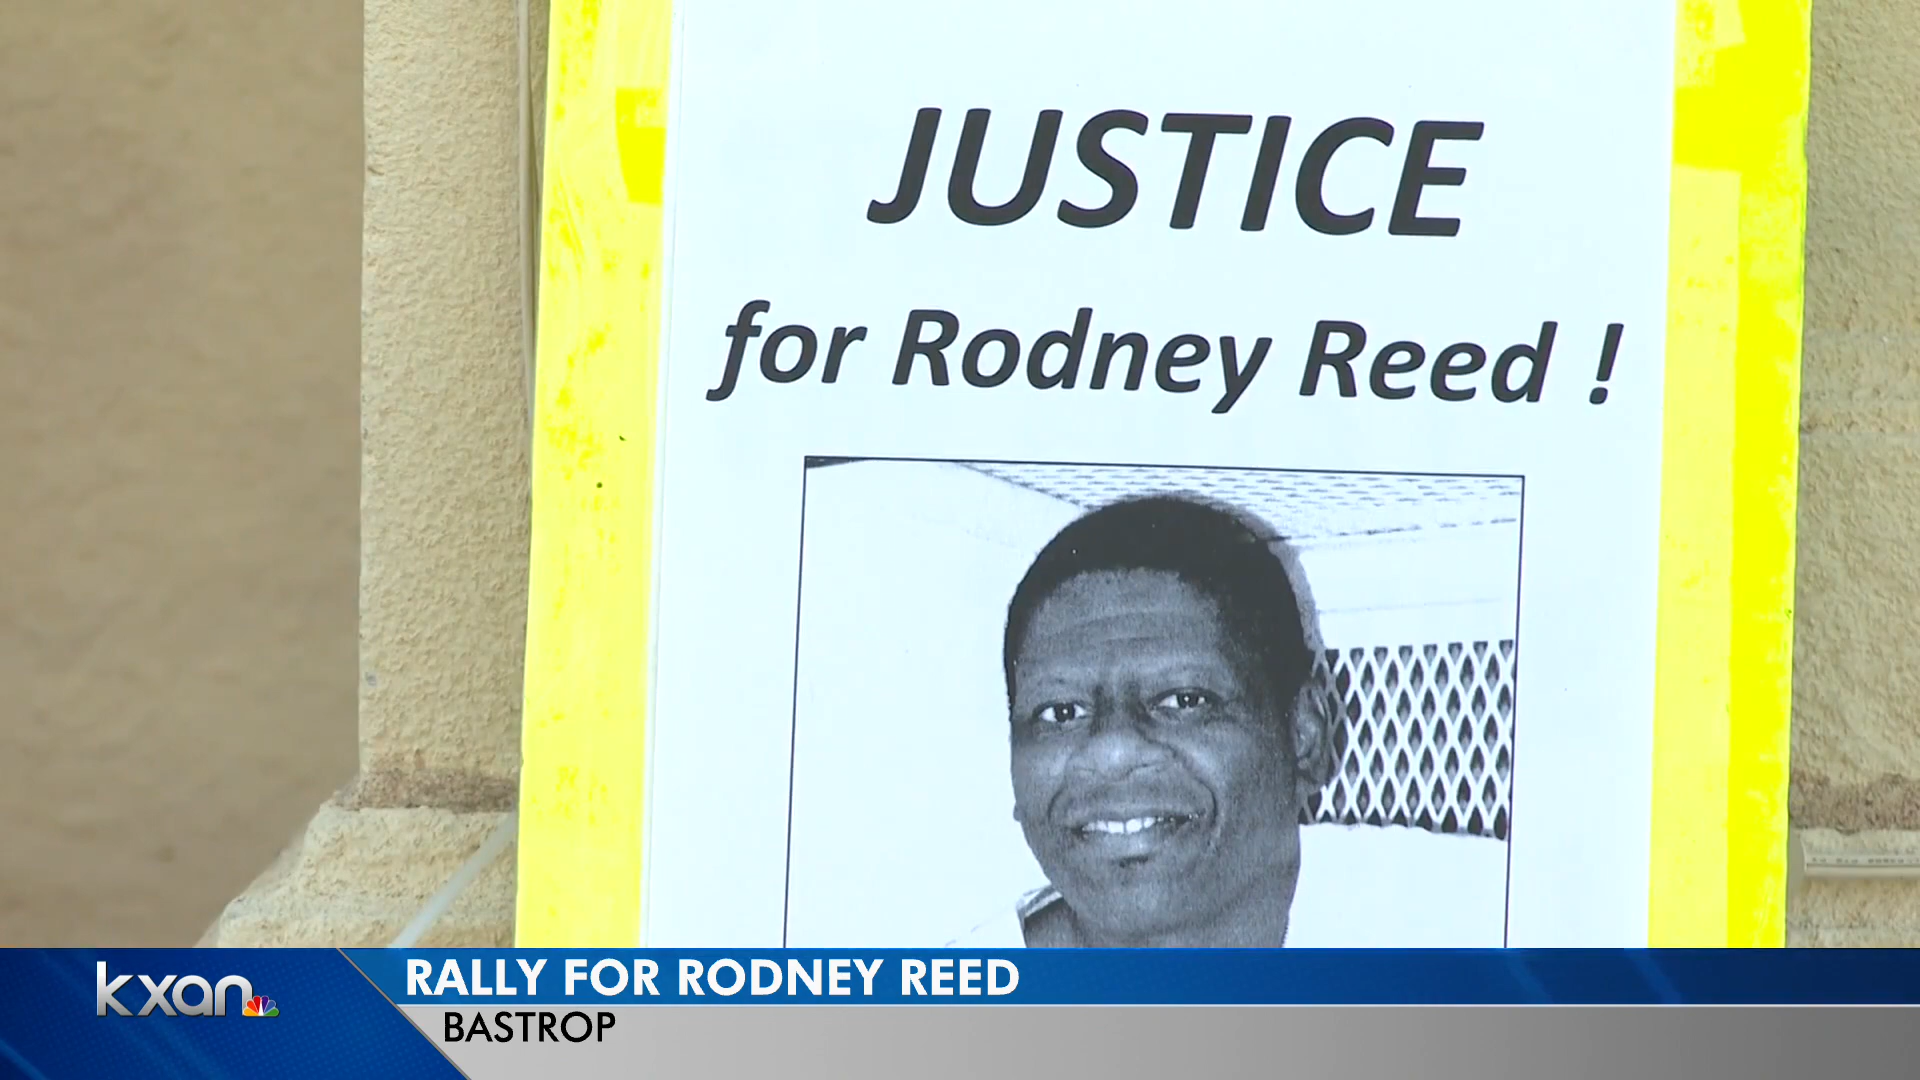 JUSTICE
for Rodney Reed !
kxan
RALLY FOR RODNEY REED
BASTROP